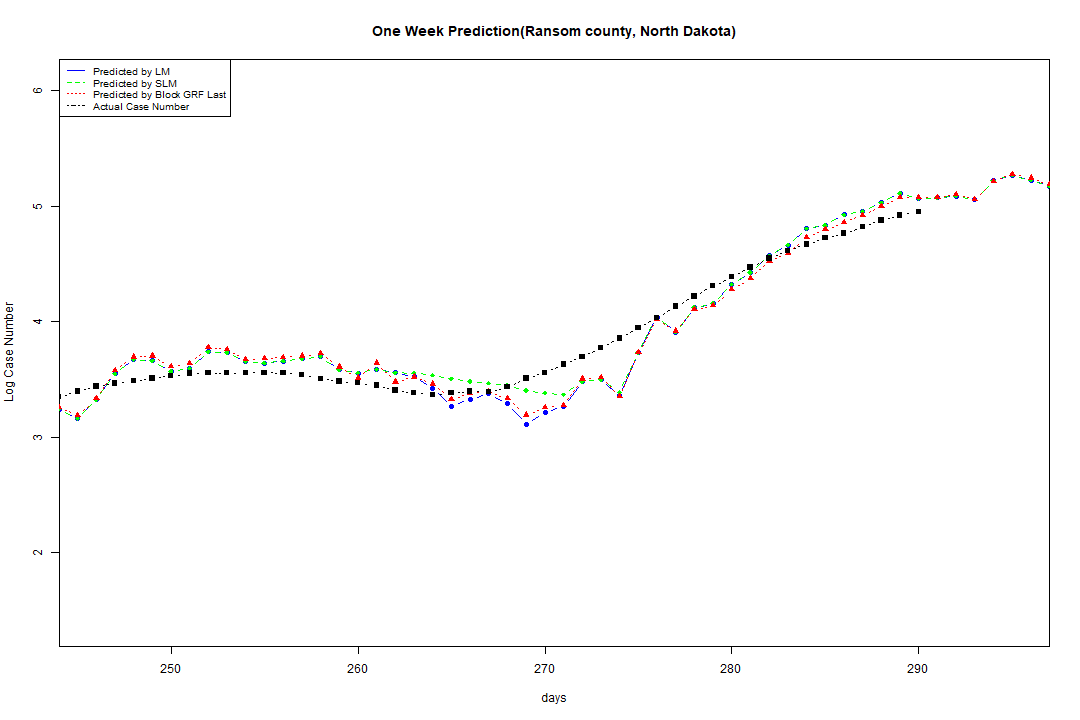 One Week Prediction(Ransom county, North Dakota)
Predicted by LM
Predicted by SLM
Predicted by Block GRF Last
Actual Case Number
6
5
4
3
2
Log Case Number
250 260 270 280 290
days